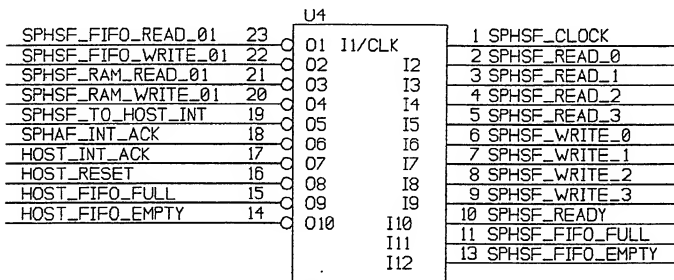 U4
SPHSF_FIFO_READ_01 23 O1 I1/CLK 1 SPHSF_CLOCK
SPHSF_FIFO_WRITE_01 22 O2 I2 2 SPHSF_READ_0
SPHSF_RAM_READ_01 21 O3 I3 3 SPHSF_READ_1
SPHSF_RAM_WRITE_01 20 O4 I4 4 SPHSF_READ_2
SPHSF_TO_HOST_INT 19 O5 I5 5 SPHSF_READ_3
SPHAF_INT_ACK 18 O6 I6 6 SPHSF_WRITE_0
HOST_INT_ACK 17 O7 I7 7 SPHSF_WRITE_1
HOST_RESET 16 O8 I8 8 SPHSF_WRITE_2
HOST_FIFO_FULL 15 O9 I9 9 SPHSF_WRITE_3
HOST_FIFO_EMPTY 14 O10 I10 10 SPHSF_READY
I11 11 SPHSF_FIFO_FULL
I12 13 SPHSF_FIFO_EMPTY